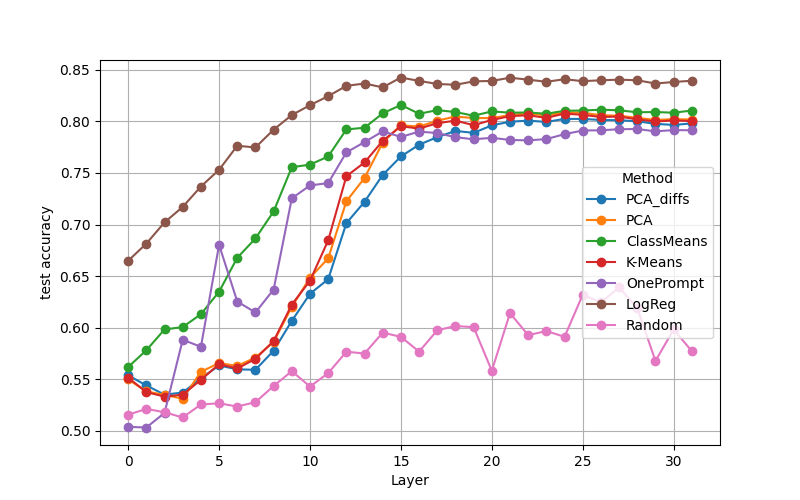 0.85
0.80
0.75
0.70
0.65
0.60
0.55
0.50
test accuracy
0 5 10 15 20 25 30
Layer
Method
PCA_diffs
PCA
ClassMeans
K-Means
OnePrompt
LogReg
Random